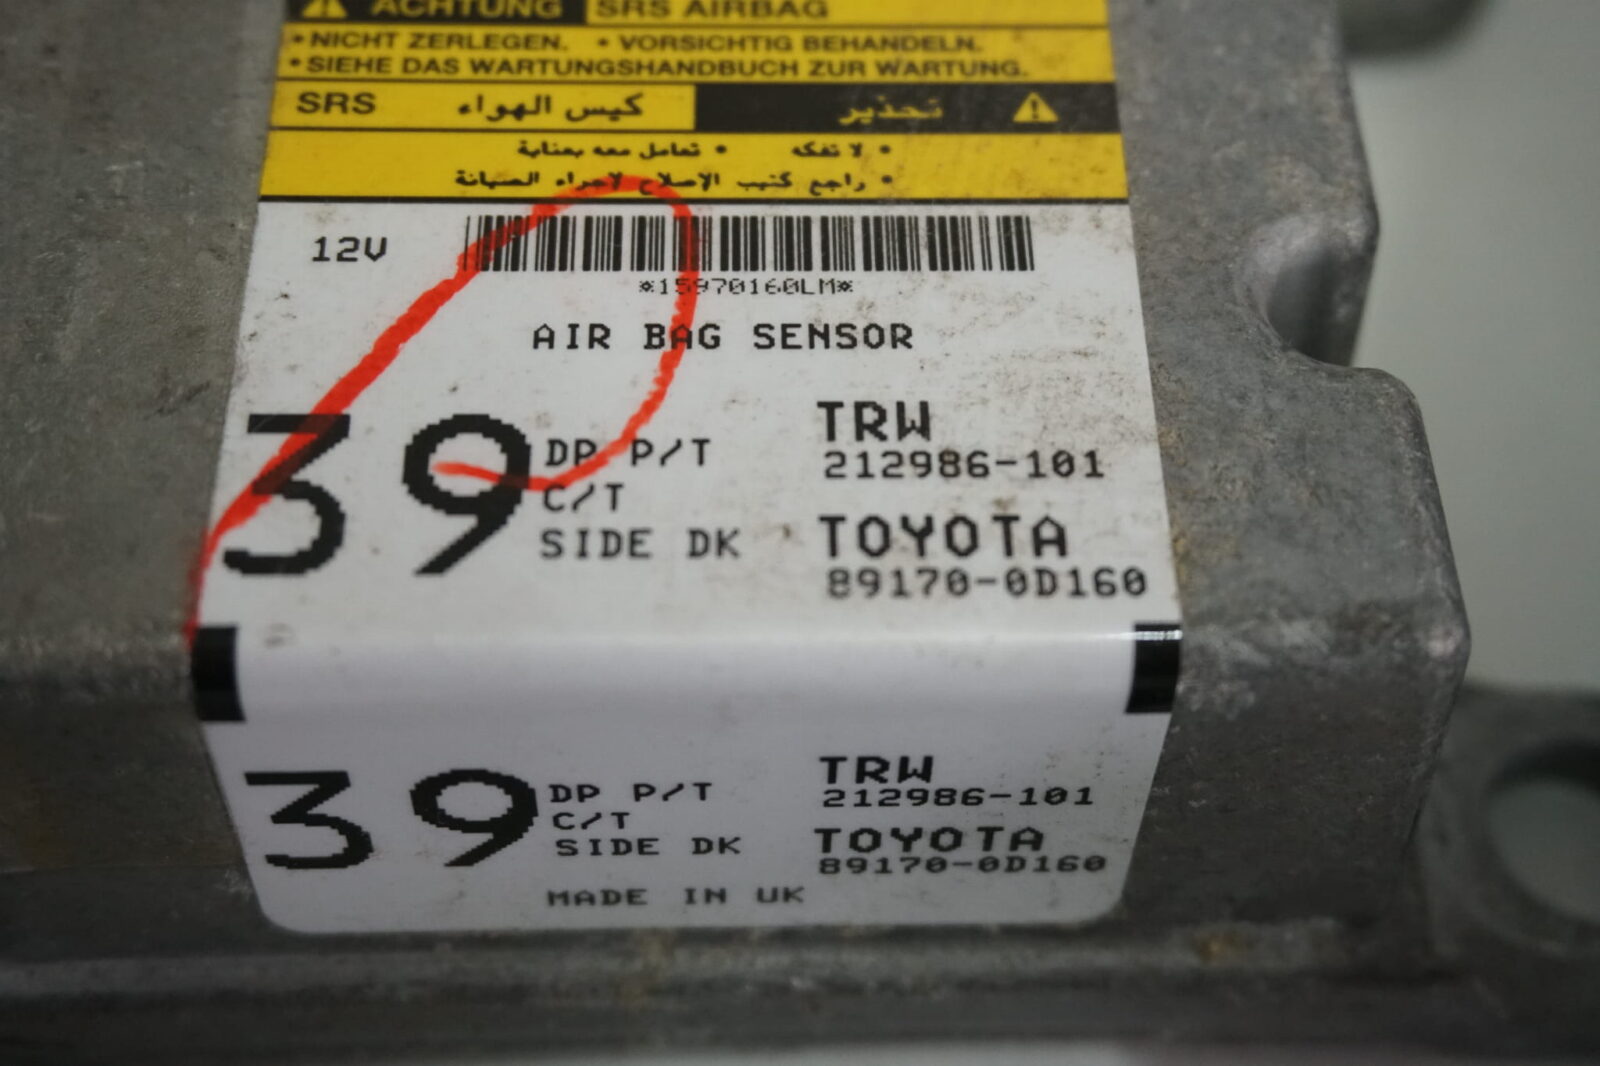 ACHTUNG SRS AIRBAG
• NICHT ZERLEGEN. • VORSICHTIG BEHANDELN.
• SIEHE DAS WARTUNGSHANDBUCH ZUR WARTUNG.
SRS كيس الهواء تحذير
• لا تفكه • تعامل معه بعناية
• راجع كتيب الإصلاح لإجراء الصيانة
12V
*15970160LM*
AIR BAG SENSOR
39 DP P/T TRW
C/T 212986-101
SIDE DK TOYOTA
89170-0D160
39 DP P/T TRW
C/T 212986-101
SIDE DK TOYOTA
89170-0D160
MADE IN UK